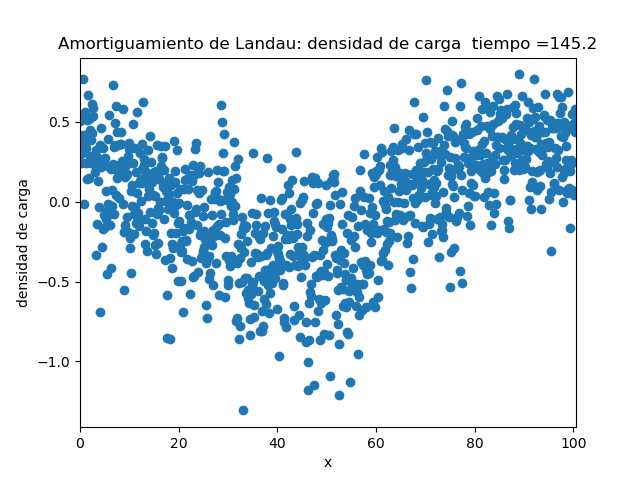 Amortiguamiento de Landau: densidad de carga  tiempo =145.2
densidad de carga
0.5
0.0
−0.5
−1.0
0 20 40 60 80 100
x